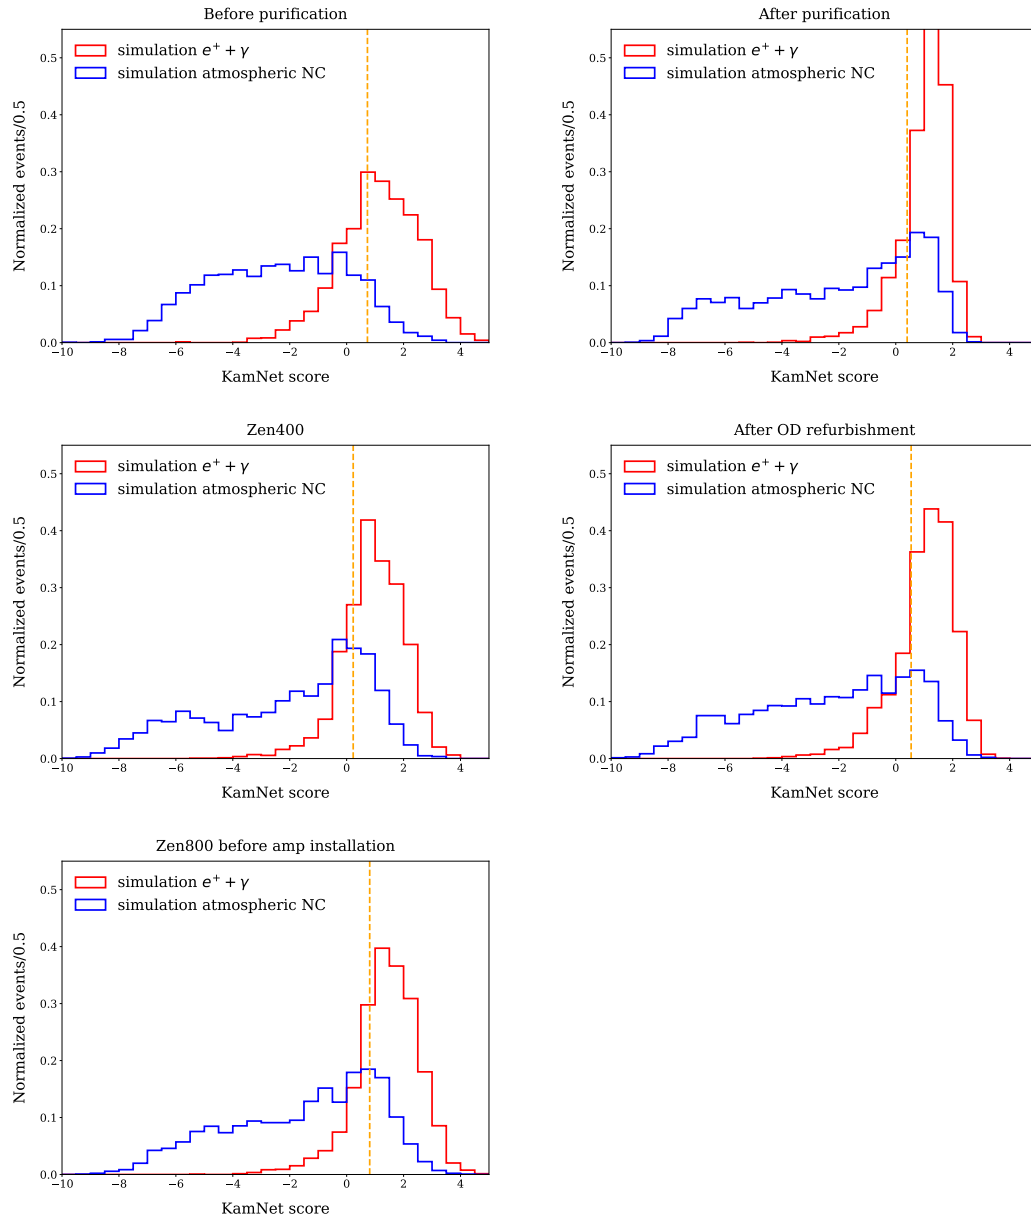 Before purification
simulation e⁺ + γ
simulation atmospheric NC
Normalized events/0.5
0.5
0.4
0.3
0.2
0.1
0.0
−10 −8 −6 −4 −2 0 2 4
KamNet score
After purification
simulation e⁺ + γ
simulation atmospheric NC
Normalized events/0.5
0.5
0.4
0.3
0.2
0.1
0.0
−10 −8 −6 −4 −2 0 2 4
KamNet score
Zen400
simulation e⁺ + γ
simulation atmospheric NC
Normalized events/0.5
0.5
0.4
0.3
0.2
0.1
0.0
−10 −8 −6 −4 −2 0 2 4
KamNet score
After OD refurbishment
simulation e⁺ + γ
simulation atmospheric NC
Normalized events/0.5
0.5
0.4
0.3
0.2
0.1
0.0
−10 −8 −6 −4 −2 0 2 4
KamNet score
Zen800 before amp installation
simulation e⁺ + γ
simulation atmospheric NC
Normalized events/0.5
0.5
0.4
0.3
0.2
0.1
0.0
−10 −8 −6 −4 −2 0 2 4
KamNet score